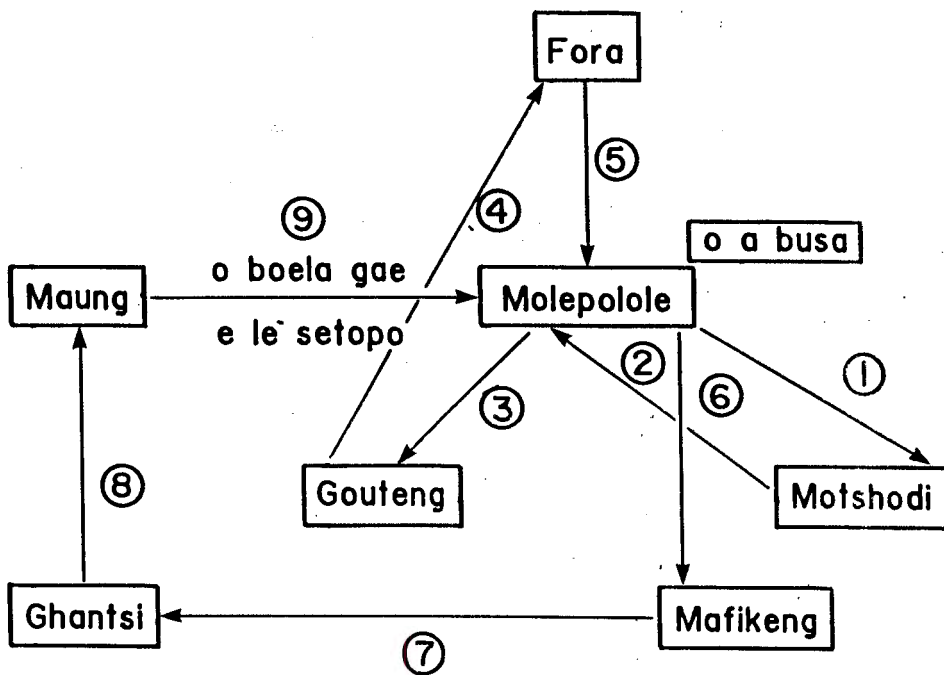 Fora
⑤
④
⑨
o a busa
o boela gae
Maung
Molepolole
e le setopo
②
①
③
⑥
⑧
Gouteng
Motshodi
Ghantsi
Mafikeng
⑦